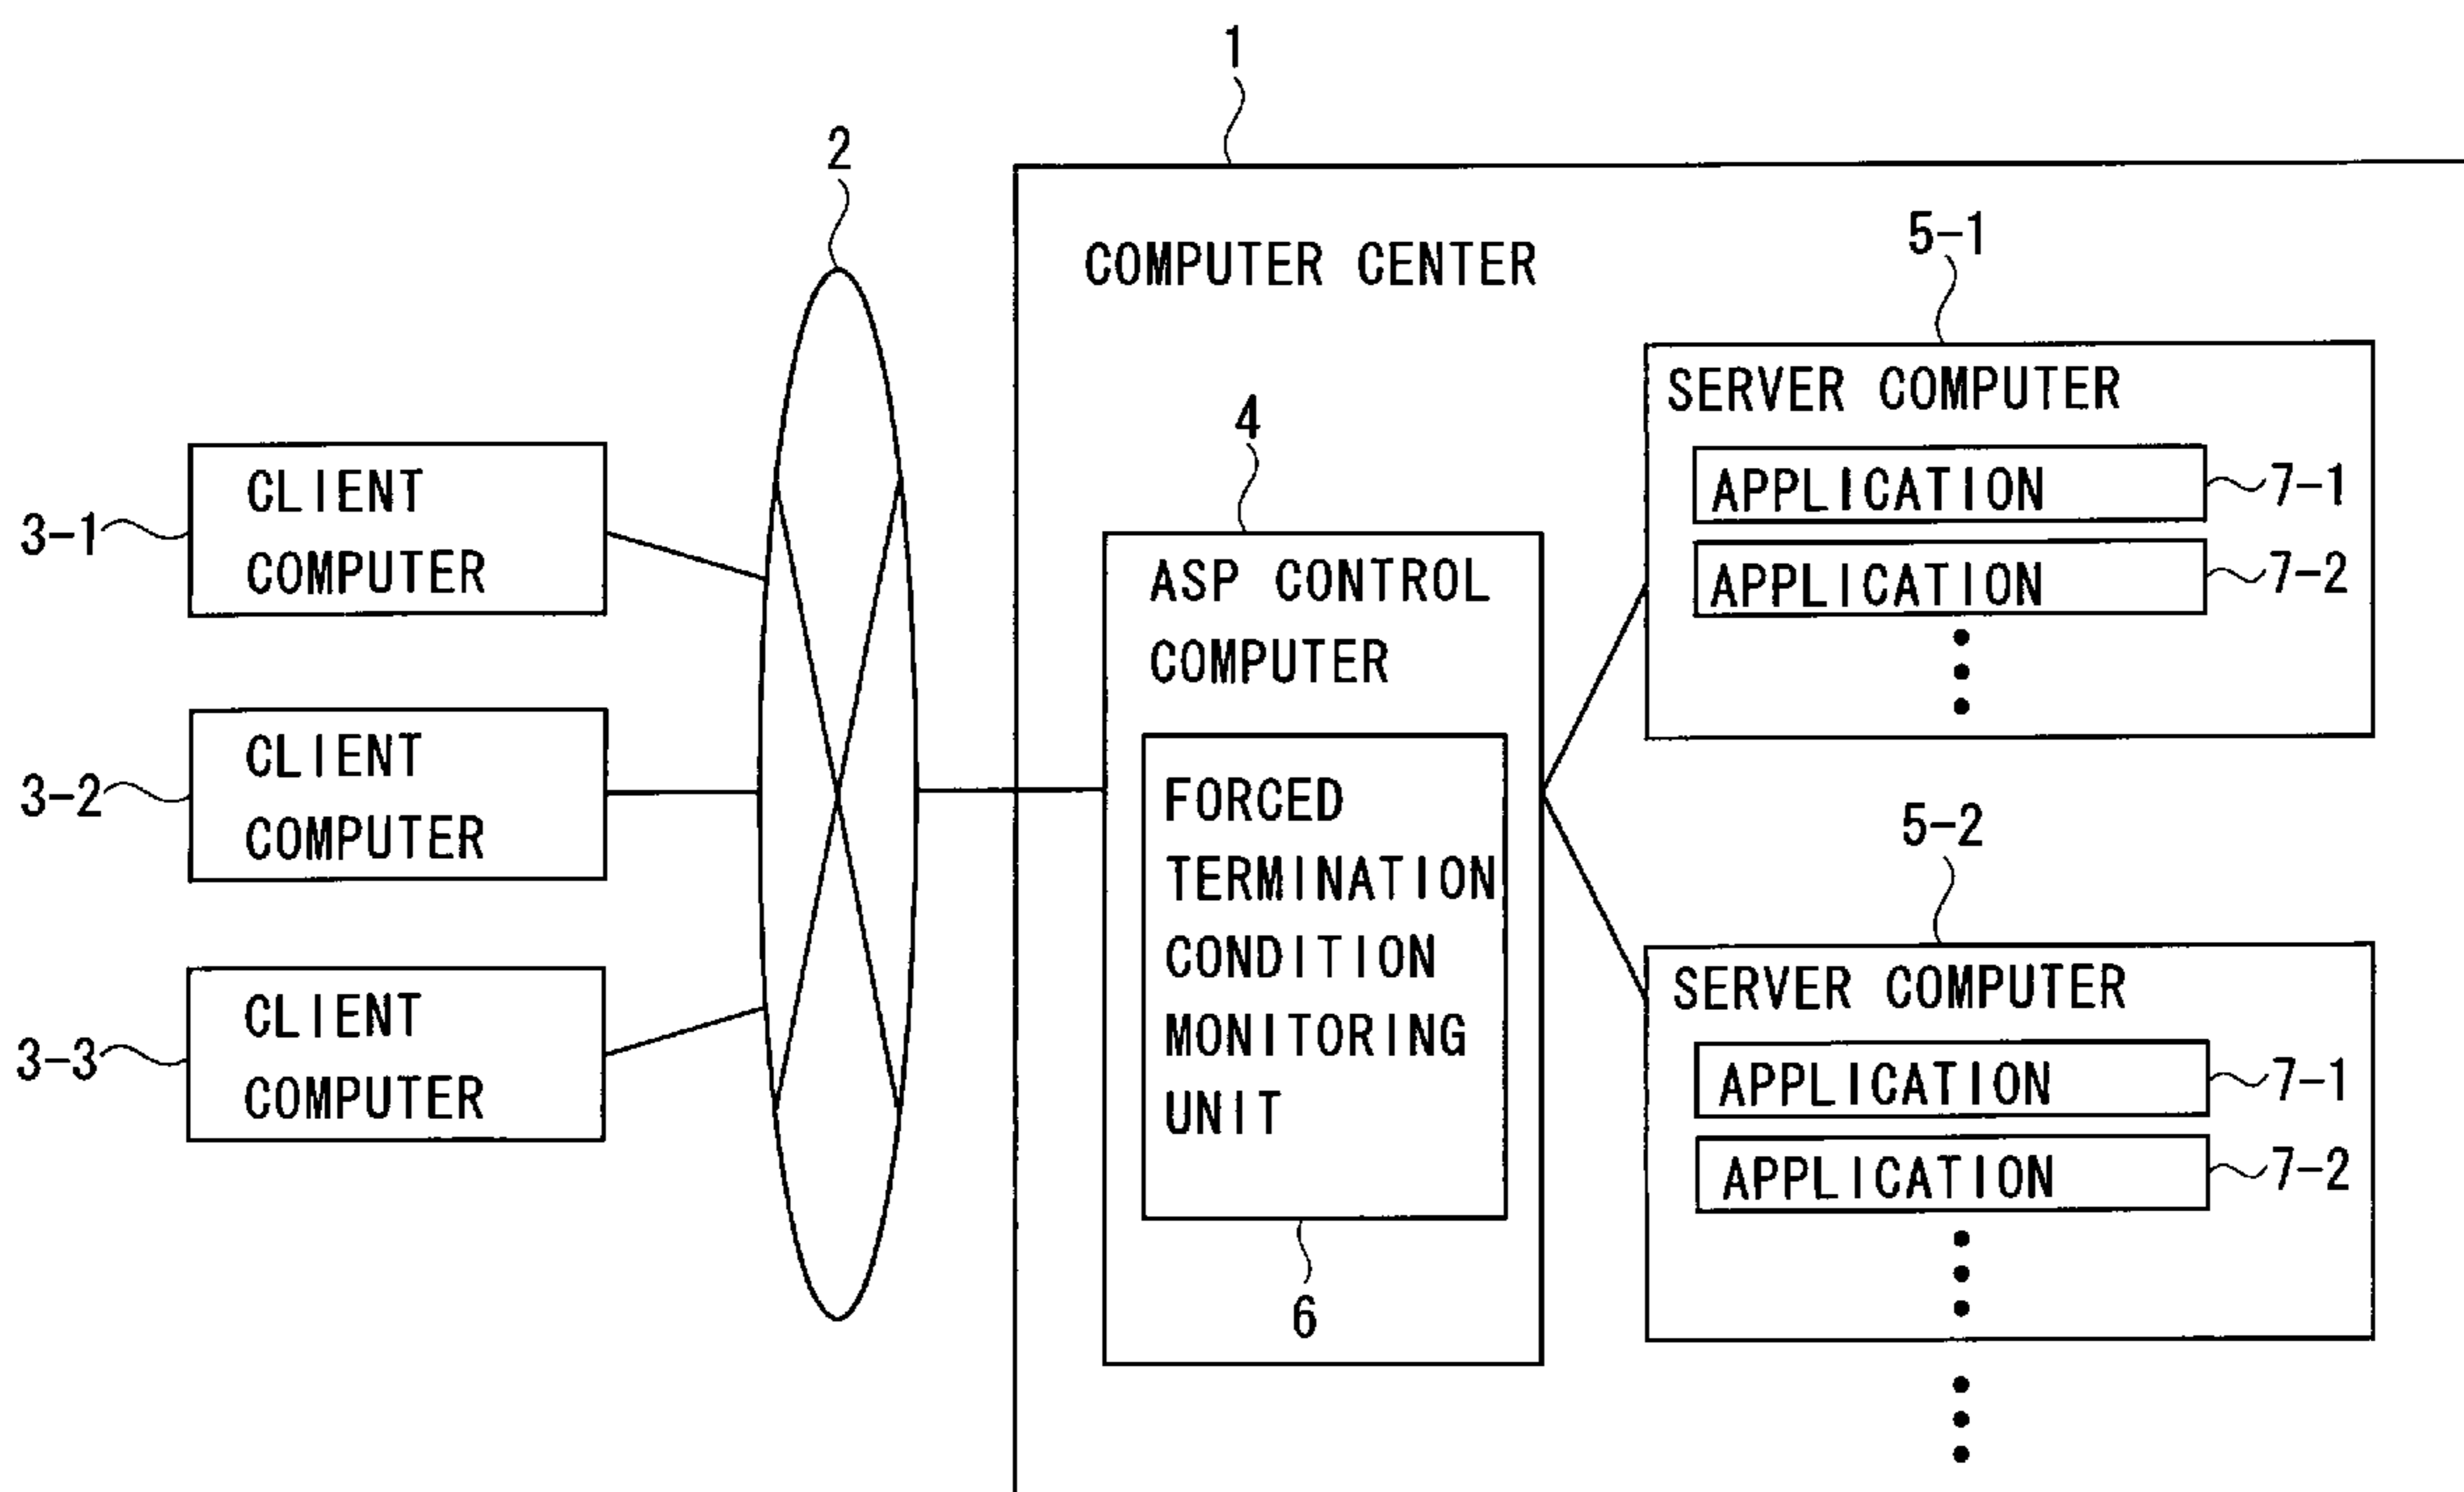 1
2
COMPUTER CENTER
5-1
SERVER COMPUTER
APPLICATION
7-1
APPLICATION
7-2
4
ASP CONTROL
COMPUTER
FORCED
TERMINATION
CONDITION
MONITORING
UNIT
6
3-1
CLIENT
COMPUTER
3-2
CLIENT
COMPUTER
3-3
CLIENT
COMPUTER
5-2
SERVER COMPUTER
APPLICATION
7-1
APPLICATION
7-2